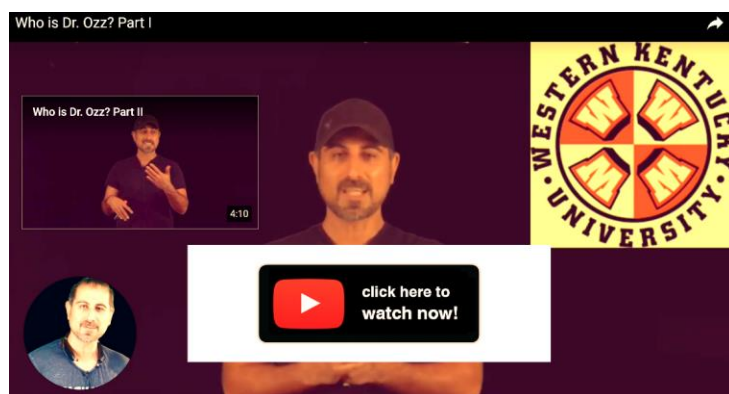 Who is Dr. Ozz? Part I
Who is Dr. Ozz? Part II
4:10
WESTERN KENTUCKY
UNIVERSITY
W
W
W
W
click here to
watch now!